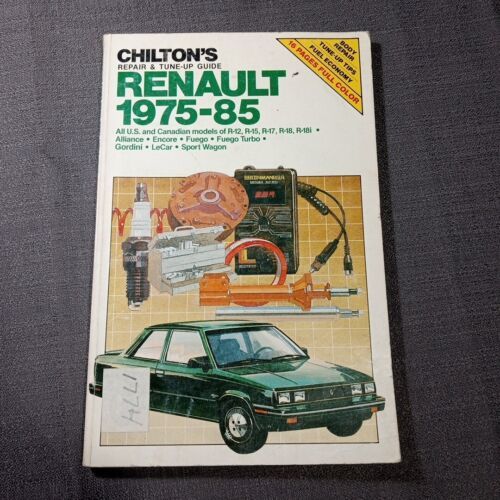 CHILTON'S
REPAIR & TUNE-UP GUIDE
RENAULT
1975-85
All U.S. and Canadian models of R-12, R-15, R-17, R-18, R-18i •
Alliance • Encore • Fuego • Fuego Turbo •
Gordini • LeCar • Sport Wagon
BODY
REPAIR
TUNE-UP TIPS
FUEL ECONOMY
16 PAGES FULL COLOR